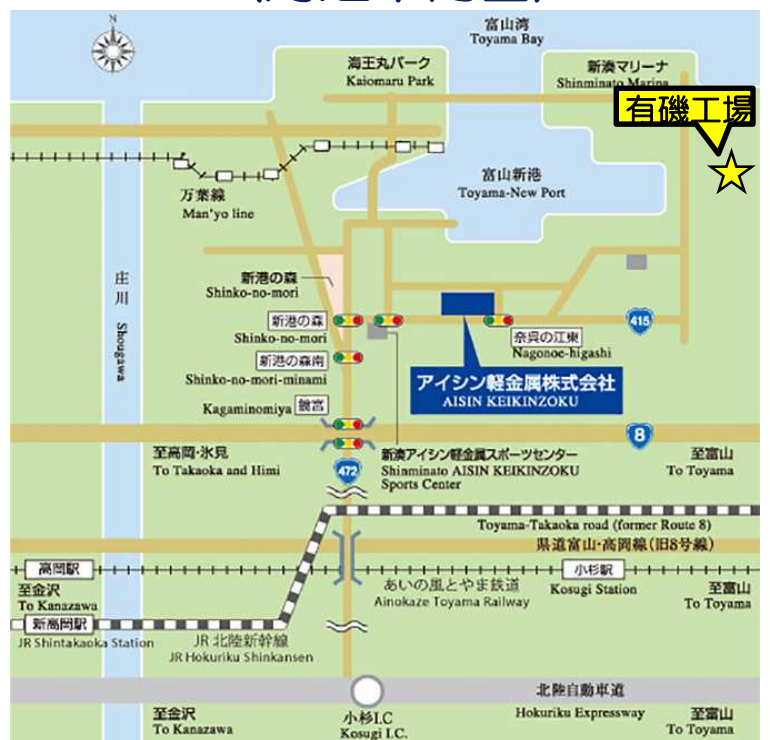 N
富山湾
Toyama Bay
海王丸パーク
Kaiomaru Park
新湊マリーナ
Shinminato Marina
有磯工場
富山新港
Toyama-New Port
万葉線
Man'yo line
庄川
Shougawa
新港の森
Shinko-no-mori
新港の森
Shinko-no-mori
415
奈呉の江東
Nagonoe-higashi
新港の森南
Shinko-no-mori-minami
アイシン軽金属株式会社
AISIN KEIKINZOKU
Kagaminomiya 鏡宮
8
至高岡・氷見
To Takaoka and Himi
472
新湊アイシン軽金属スポーツセンター
Shinminato AISIN KEIKINZOKU
Sports Center
至富山
To Toyama
Toyama-Takaoka road (former Route 8)
県道富山・高岡線(旧8号線)
高岡駅
至金沢
To Kanazawa
あいの風とやま鉄道
Ainokaze Toyama Railway
小杉駅
Kosugi Station
至富山
To Toyama
新高岡駅
JR Shintakaoka Station
JR 北陸新幹線
JR Hokuriku Shinkansen
北陸自動車道
Hokuriku Expressway
至金沢
To Kanazawa
小杉I.C
Kosugi I.C.
至富山
To Toyama